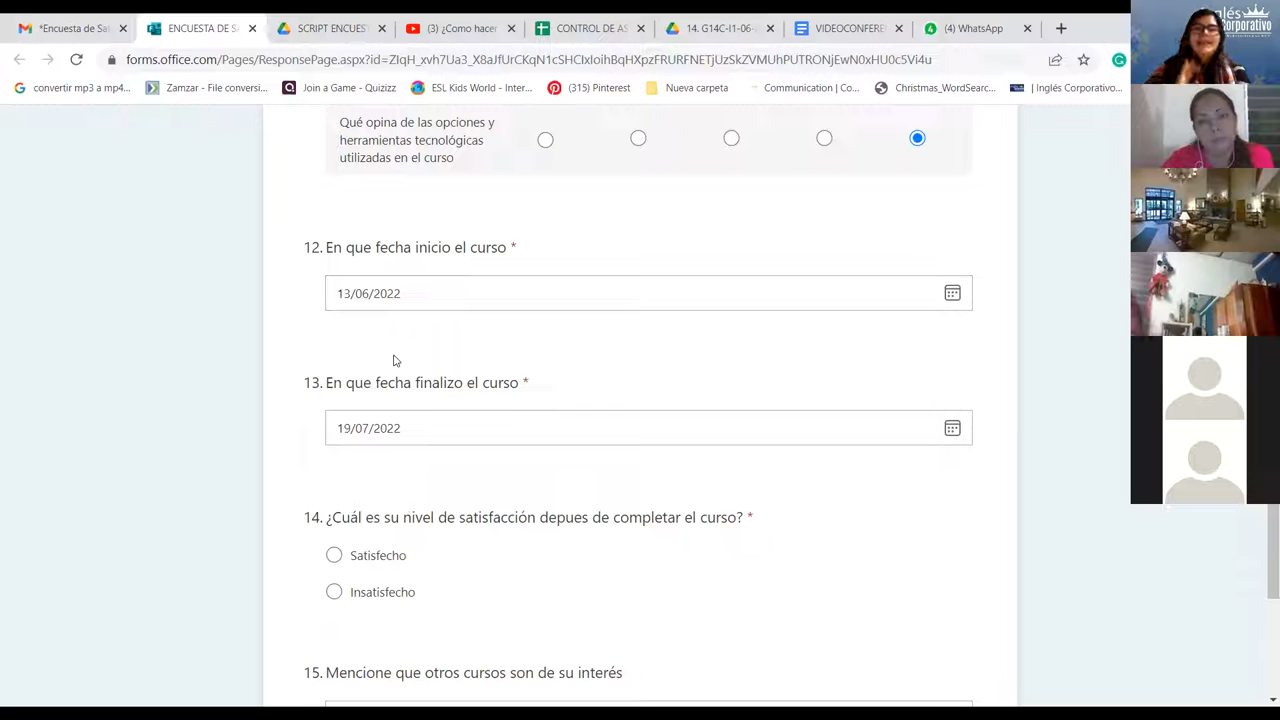 *Encuesta de Sa
ENCUESTA DE S
SCRIPT ENCUES
(3) ¿Como hace
CONTROL DE AS
14. G14C-I1-06-
VIDEOCONFERE
(4) WhatsApp
forms.office.com/Pages/ResponsePage.aspx?id=ZIqH_
convertir mp3 a mp4...
Zamzar - File conversi...
Join a Game - Quizizz
ESL Kids World - Inter...
(315) Pinterest
Nueva carpeta
Communication | Co...
Christmas_WordSearc...
| Inglés Corporativo...
Inglés
Corporativo
Qué opina de las opciones y
herramientas tecnológicas
utilizadas en el curso
12. En que fecha inicio el curso *
13/06/2022
13. En que fecha finalizo el curso *
19/07/2022
14. ¿Cuál es su nivel de satisfacción depues de completar el curso? *
Satisfecho
Insatisfecho
15. Mencione que otros cursos son de su interés